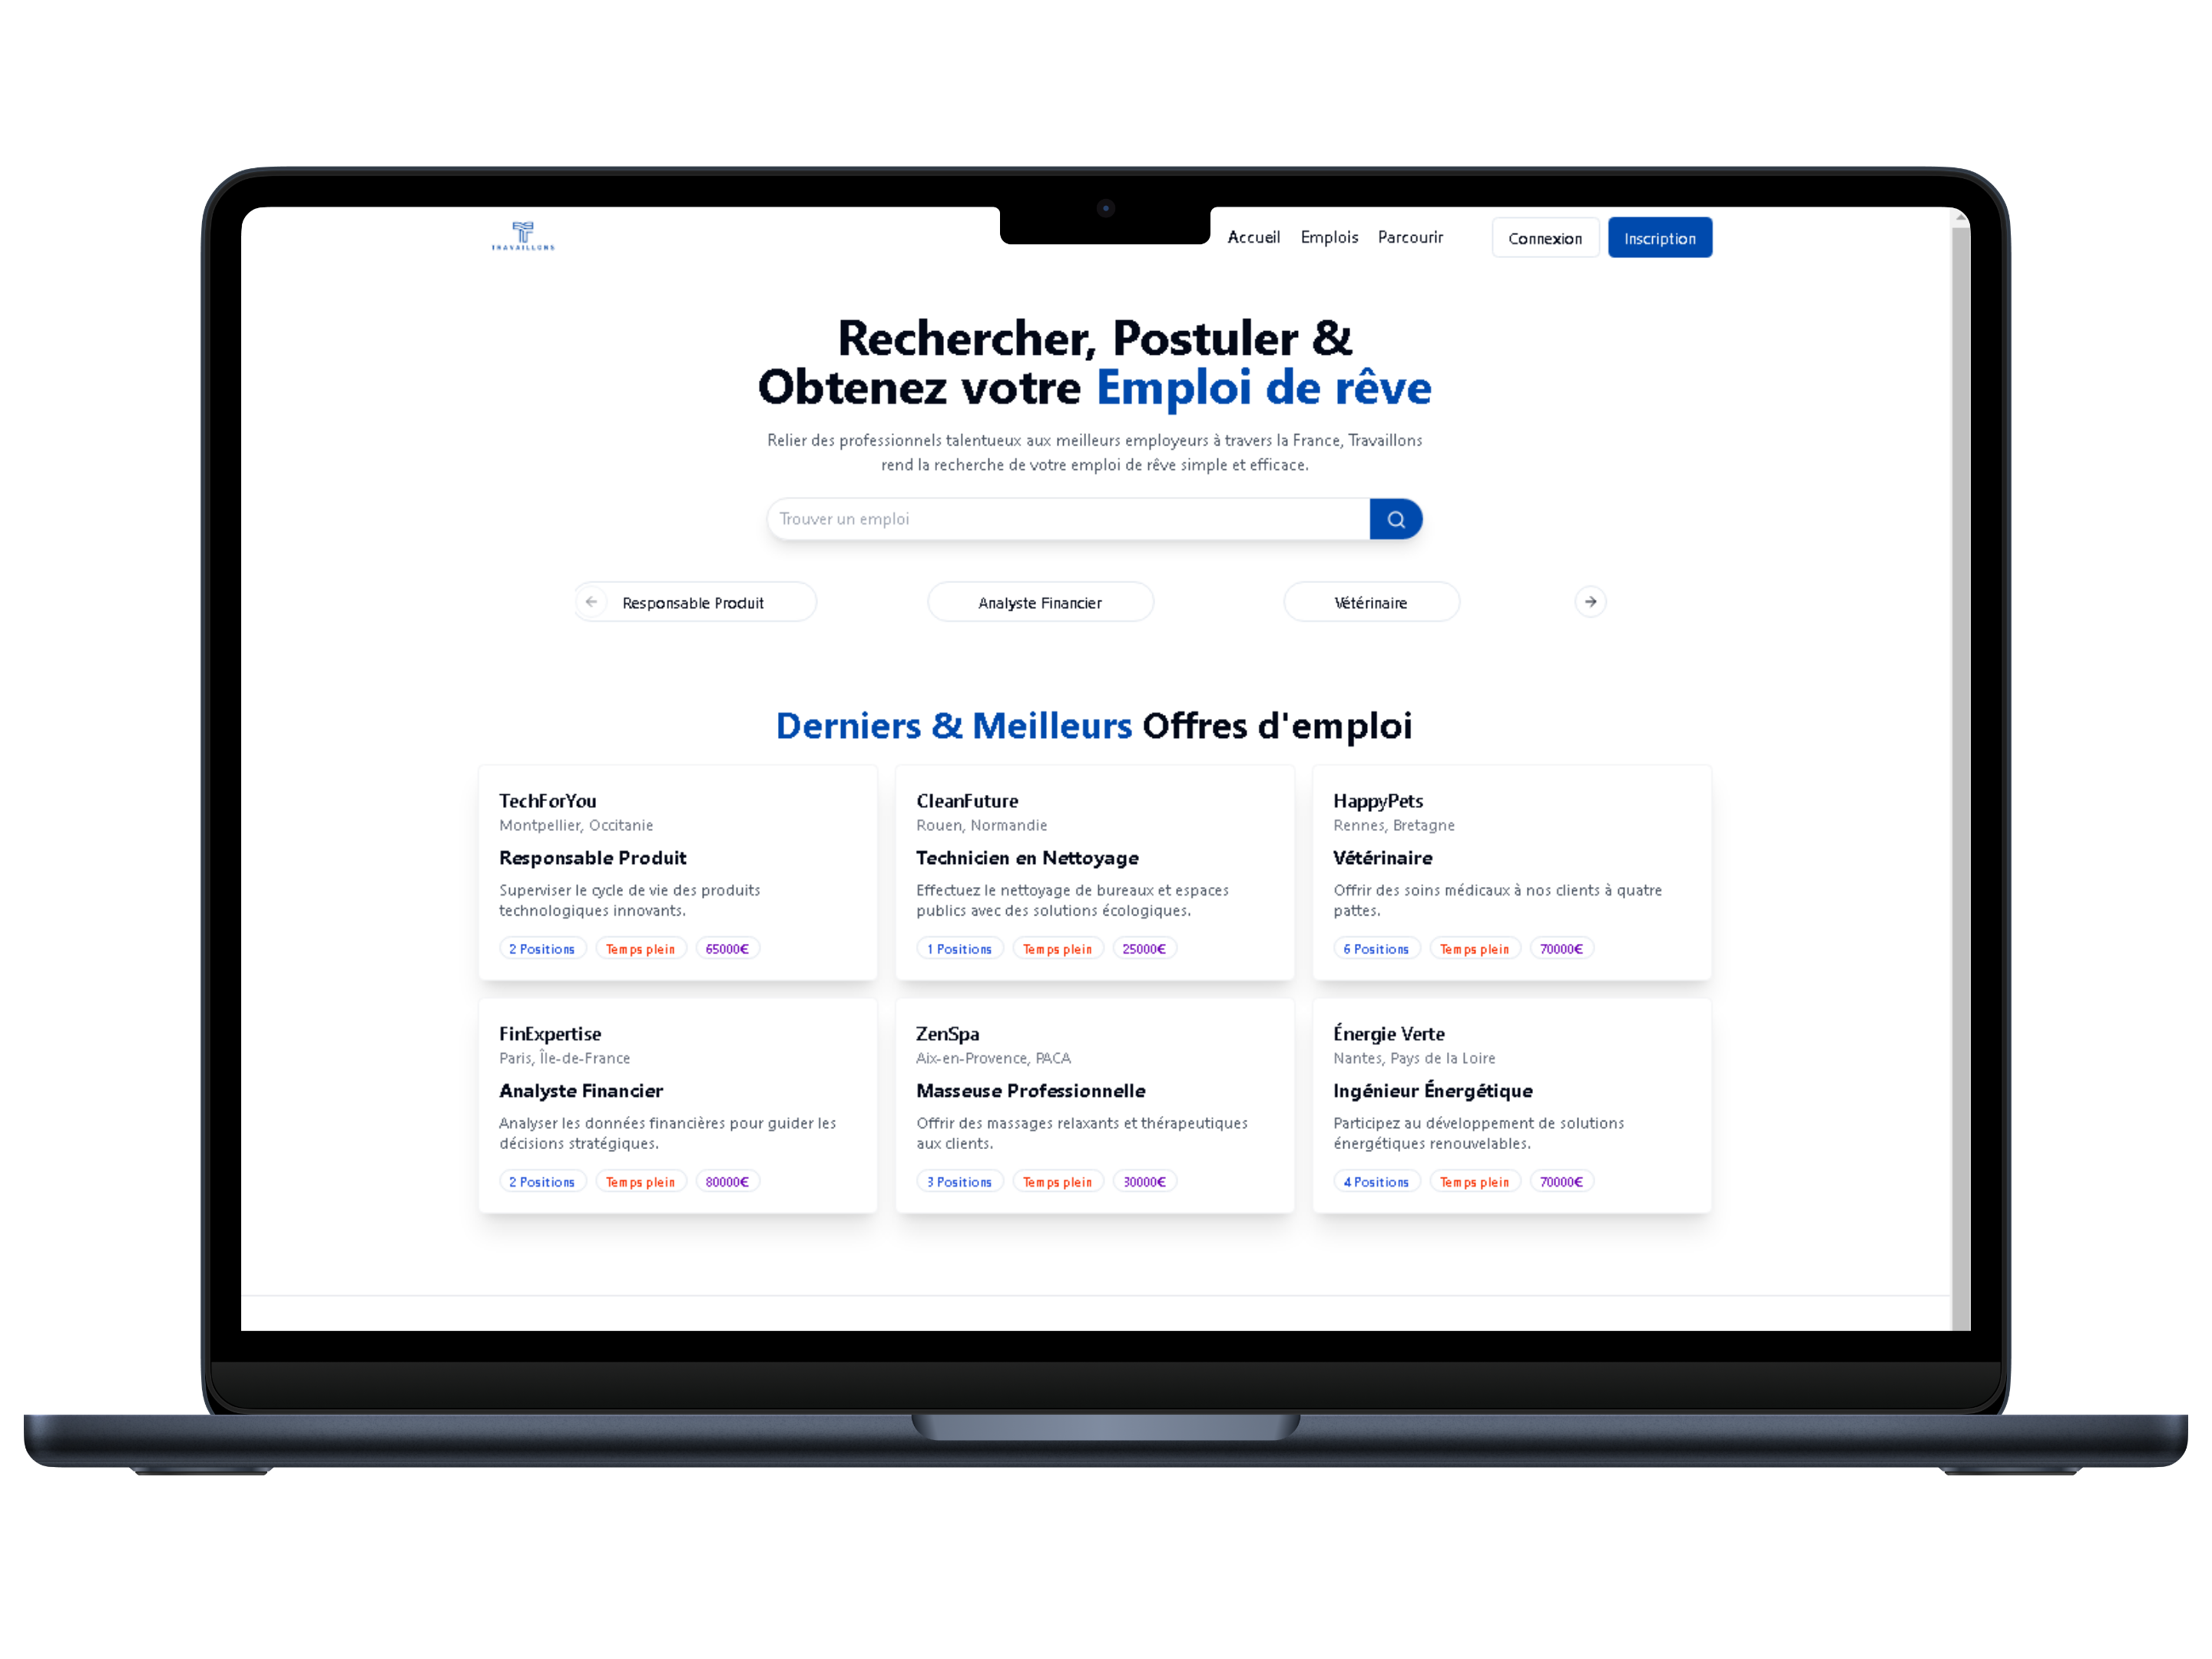 TRAVAILLONS
Accueil Emplois Parcourir Connexion Inscription
Rechercher, Postuler &
Obtenez votre Emploi de rêve
Relier des professionnels talentueux aux meilleurs employeurs à travers la France, Travaillons
rend la recherche de votre emploi de rêve simple et efficace.
Trouver un emploi
Responsable Produit
Analyste Financier
Vétérinaire
Derniers & Meilleurs Offres d'emploi
TechForYou
Montpellier, Occitanie
Responsable Produit
Superviser le cycle de vie des produits
technologiques innovants.
2 Positions Temps plein 65000€
CleanFuture
Rouen, Normandie
Technicien en Nettoyage
Effectuez le nettoyage de bureaux et espaces
publics avec des solutions écologiques.
1 Positions Temps plein 25000€
HappyPets
Rennes, Bretagne
Vétérinaire
Offrir des soins médicaux à nos clients à quatre
pattes.
6 Positions Temps plein 70000€
FinExpertise
Paris, Île-de-France
Analyste Financier
Analyser les données financières pour guider les
décisions stratégiques.
2 Positions Temps plein 80000€
ZenSpa
Aix-en-Provence, PACA
Masseuse Professionnelle
Offrir des massages relaxants et thérapeutiques
aux clients.
3 Positions Temps plein 30000€
Énergie Verte
Nantes, Pays de la Loire
Ingénieur Énergétique
Participez au développement de solutions
énergétiques renouvelables.
4 Positions Temps plein 70000€